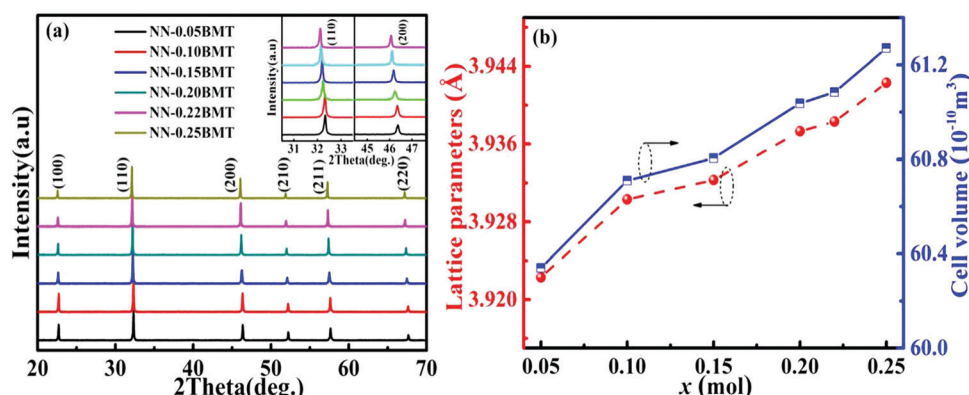 (a)
NN-0.05BMT
NN-0.10BMT
NN-0.15BMT
NN-0.20BMT
NN-0.22BMT
NN-0.25BMT
Intensity(a.u)
(110)
(200)
31 32 33 45 46 47
2Theta(deg.)
(100)
(110)
(200)
(210)
(211)
(220)
Intensity(a.u)
20 30 40 50 60 70
2Theta(deg.)
(b)
Lattice parameters (Å)
3.944
3.936
3.928
3.920
0.05 0.10 0.15 0.20 0.25
x (mol)
61.2
60.8
60.4
60.0
Cell volume (10⁻¹⁰ m³)